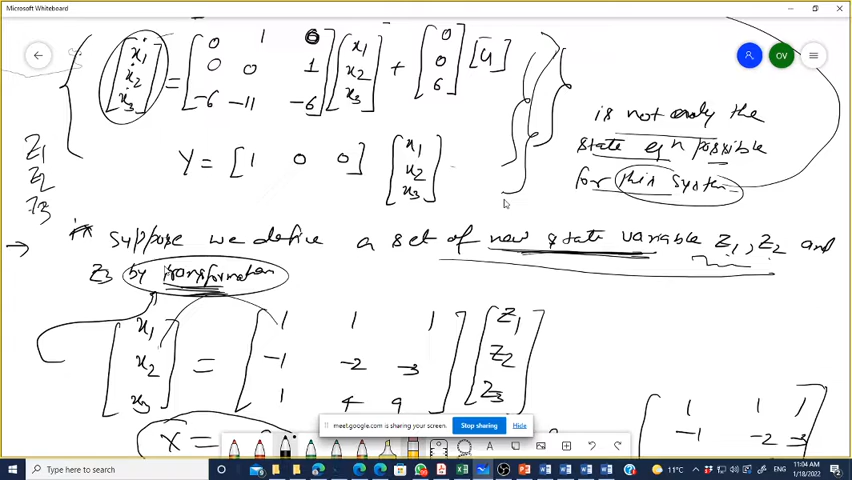 Microsoft Whiteboard
[ẋ1 ẋ2 ẋ3] = [0 1 0; 0 0 1; -6 -11 -6] [x1 x2 x3] + [0 0 6] [u]
OV
is not only the
state eqn possible
for this system
Y = [1 0 0] [x1 x2 x3]
Z1
Z2
Z3
→ suppose we define a set of new state variable Z1, Z2 and
Z3 by transformation
[x1 x2 x3] = [1 1 1; -1 -2 -3; 1 4 9] [Z1 Z2 Z3]
X =
1 1 1
-1 -2 -3
meet.google.com is sharing your screen.
Stop sharing
Hide
Type here to search
11°C
ENG
11:04 AM
1/18/2022